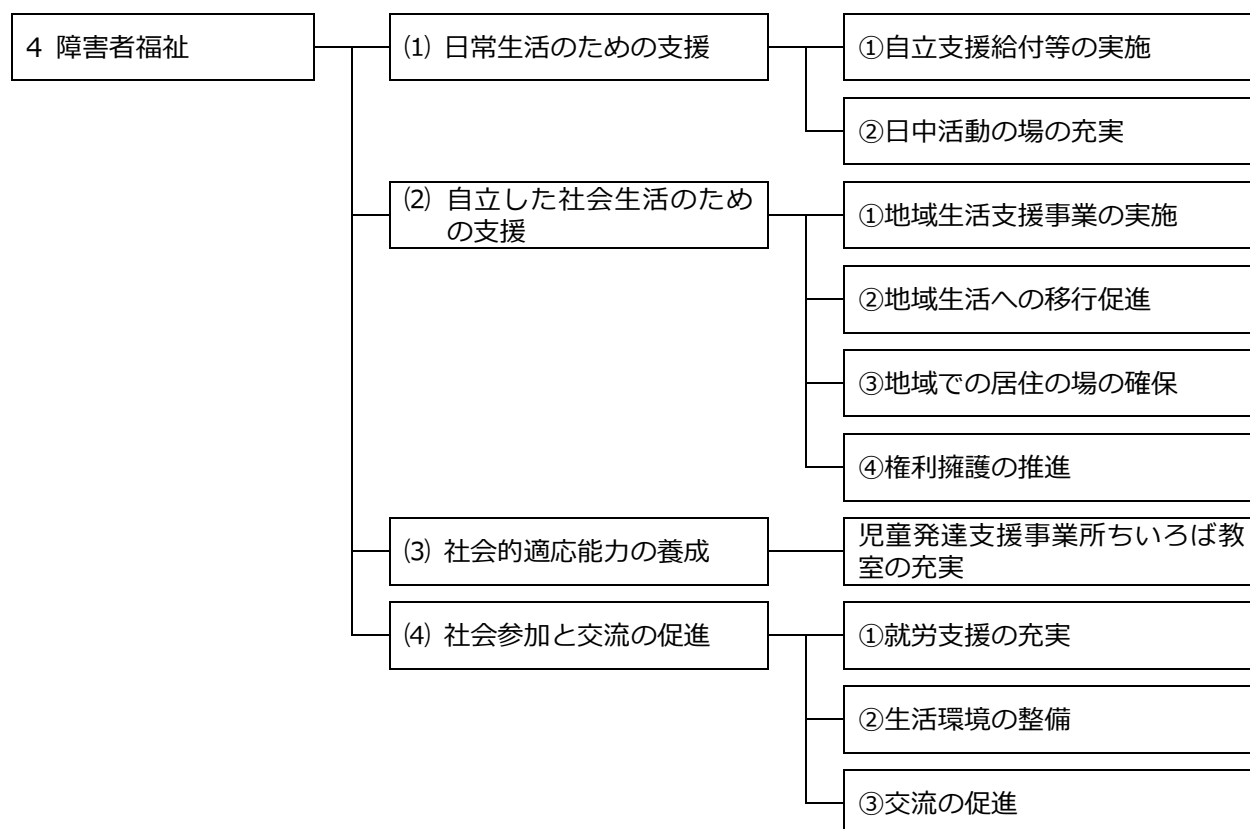 4 障害者福祉
⑴ 日常生活のための支援
①自立支援給付等の実施
②日中活動の場の充実
⑵ 自立した社会生活のため
の支援
①地域生活支援事業の実施
②地域生活への移行促進
③地域での居住の場の確保
④権利擁護の推進
⑶ 社会的適応能力の養成
児童発達支援事業所ちいろば教
室の充実
⑷ 社会参加と交流の促進
①就労支援の充実
②生活環境の整備
③交流の促進